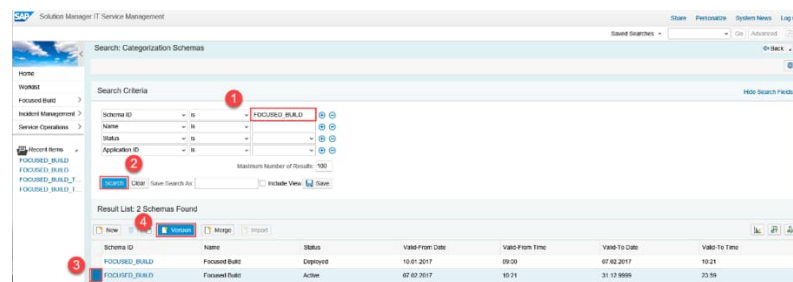 SAP Solution Manager IT Service Management
Share Personalize System News Log
Saved Searches Go Advanced
Search: Categorization Schemas
Back
Home
Worklist
Focused Build
Incident Management
Service Operations
Recent Items
FOCUSED_BUILD
FOCUSED_BUILD
FOCUSED_BUILD_T...
FOCUSED_BUILD_T...
Search Criteria
Hide Search Fields
1
Schema ID is FOCUSED_BUILD
Name is
Status is
Application ID is
2
Maximum Number of Results: 100
Search Clear Save Search As: Include View Save
Result List: 2 Schemas Found
4
New Version Merge Import
Schema ID Name Status Valid-From Date Valid-From Time Valid-To Date Valid-To Time
3
FOCUSED_BUILD Focused Build Deployed 10.01.2017 09:00 07.02.2017 10:21
FOCUSED_BUILD Focused Build Active 07.02.2017 10:21 31.12.9999 23:59